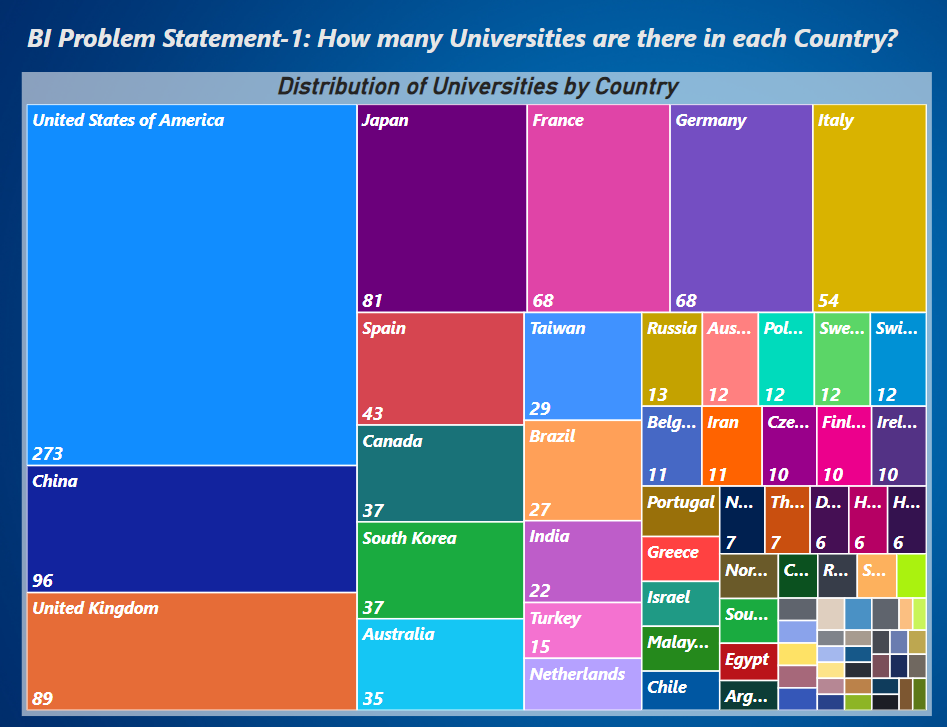 BI Problem Statement-1: How many Universities are there in each Country?
Distribution of Universities by Country
United States of America
273
China
96
United Kingdom
89
Japan
81
France
68
Germany
68
Italy
54
Spain
43
Canada
37
South Korea
37
Australia
35
Taiwan
29
Brazil
27
India
22
Turkey
15
Netherlands
Russia
13
Aus...
12
Pol...
12
Swe...
12
Swi...
12
Belg...
11
Iran
11
Cze...
10
Finl...
10
Irel...
10
Portugal
Greece
Israel
Malay...
Chile
N...
7
Th...
7
D...
6
H...
6
H...
6
Nor...
C...
R...
S...
Sou...
Egypt
Arg...